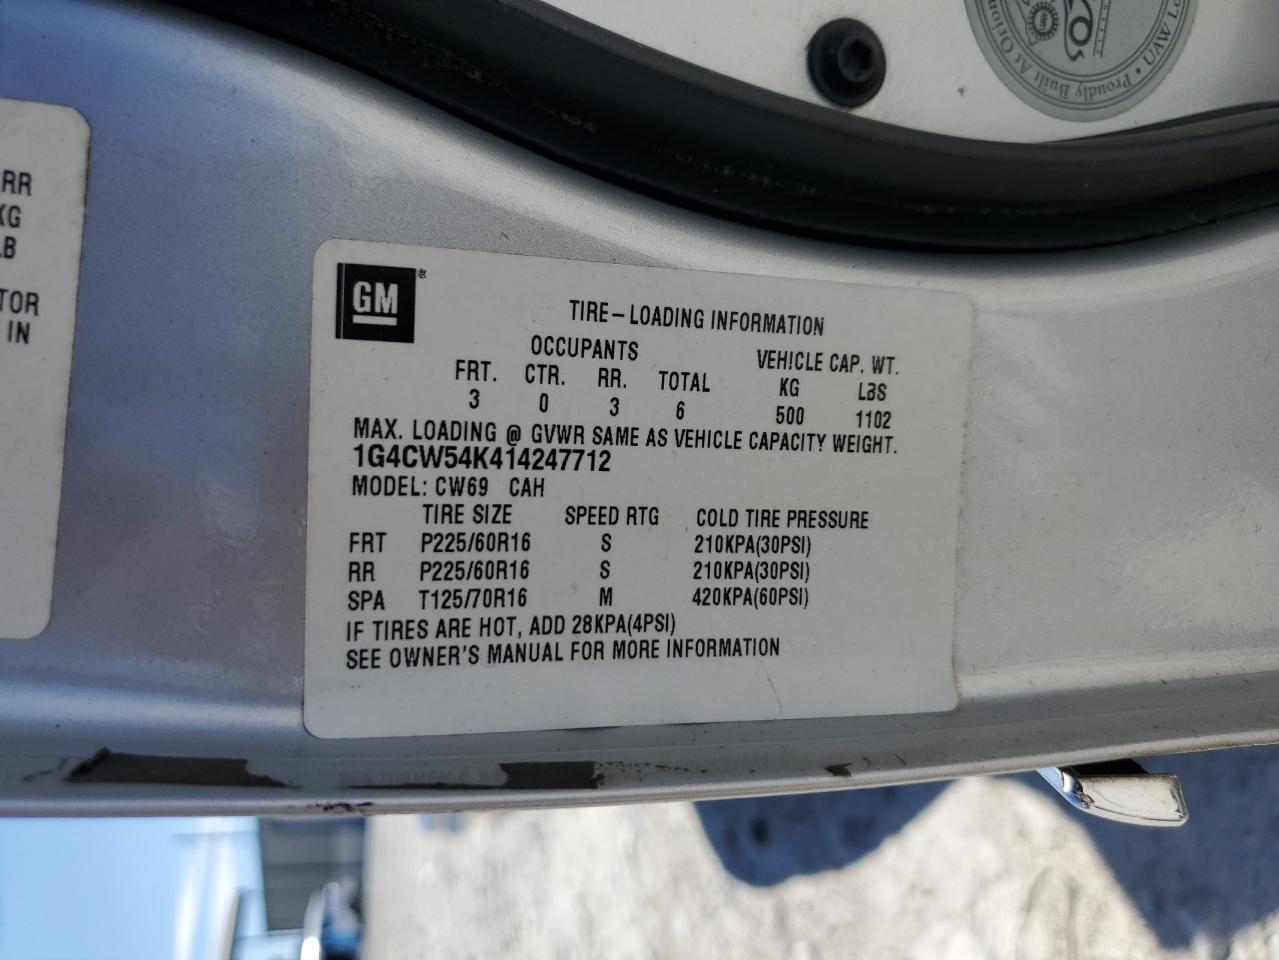 Proudly Built At Orion
• UAW Lo
RR
KG
LB
TOR
IN
GM®
TIRE-LOADING INFORMATION
OCCUPANTS VEHICLE CAP. WT.
FRT. CTR. RR. TOTAL KG LBS
3 0 3 6 500 1102
MAX. LOADING @ GVWR SAME AS VEHICLE CAPACITY WEIGHT.
1G4CW54K414247712
MODEL: CW69 CAH
TIRE SIZE SPEED RTG COLD TIRE PRESSURE
FRT P225/60R16 S 210KPA(30PSI)
RR P225/60R16 S 210KPA(30PSI)
SPA T125/70R16 M 420KPA(60PSI)
IF TIRES ARE HOT, ADD 28KPA(4PSI)
SEE OWNER'S MANUAL FOR MORE INFORMATION